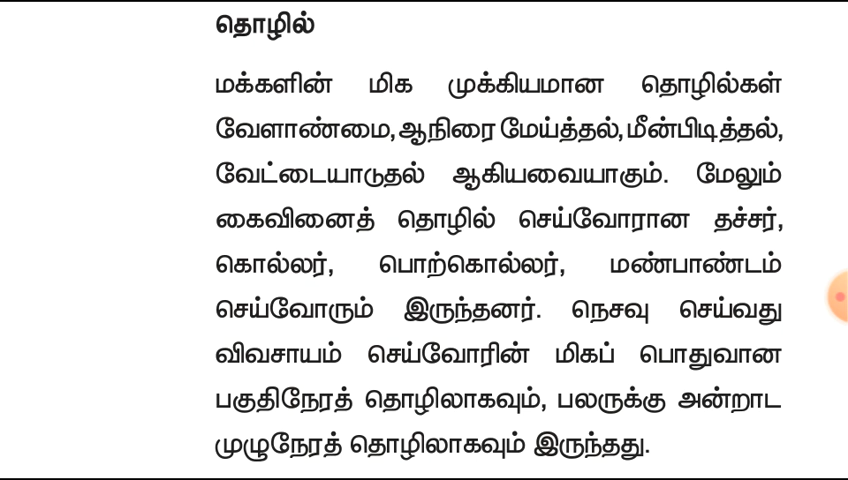 தொழில்
மக்களின் மிக முக்கியமான தொழில்கள்
வேளாண்மை, ஆநிரை மேய்த்தல், மீன்பிடித்தல்,
வேட்டையாடுதல் ஆகியவையாகும். மேலும்
கைவினைத் தொழில் செய்வோரான தச்சர்,
கொல்லர், பொற்கொல்லர், மண்பாண்டம்
செய்வோரும் இருந்தனர். நெசவு செய்வது
விவசாயம் செய்வோரின் மிகப் பொதுவான
பகுதிநேரத் தொழிலாகவும், பலருக்கு அன்றாட
முழுநேரத் தொழிலாகவும் இருந்தது.